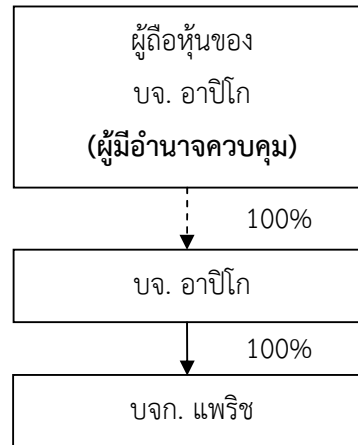 ผู้ถือหุ้นของ
บจ. อาปิโก
(ผู้มีอำนาจควบคุม)
100%
บจ. อาปิโก
100%
บจก. แพริช